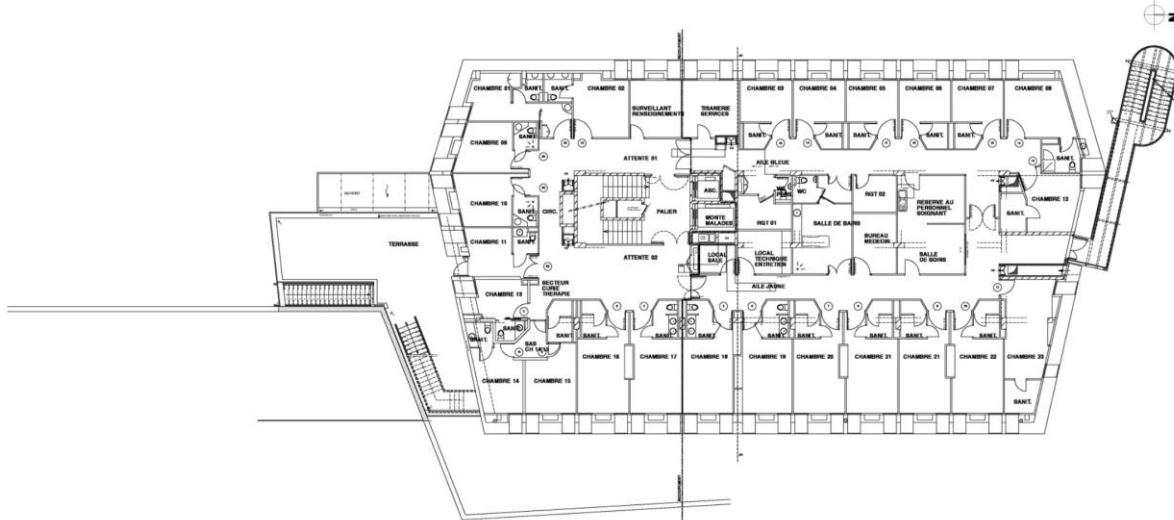 N
CHAMBRE 01
SANIT.
SANIT.
CHAMBRE 02
SURVEILLANT
RENSEIGNEMENTS
TISANERIE
SERVICES
CHAMBRE 03
CHAMBRE 04
CHAMBRE 05
CHAMBRE 06
CHAMBRE 07
CHAMBRE 08
SANIT.
SANIT.
SANIT.
SANIT.
SANIT.
SANIT.
CHAMBRE 09
ATTENTE 01
AILE BLEUE
SANIT.
CHAMBRE 10
SANIT.
CIRC.
PALIER
ASC.
MONTE
MALADES
WC
RGT 02
RGT 01
SALLE DE BAINS
RESERVE AU
PERSONNEL
SOIGNANT
CHAMBRE 12
SANIT.
CHAMBRE 11
SANIT.
BUREAU
MEDECIN
SALLE
DE SOINS
TERRASSE
ATTENTE 02
LOCAL
SALE
LOCAL
TECHNIQUE
ENTRETIEN
AILE JAUNE
SECTEUR
CURIE
THERAPIE
CHAMBRE 13
SANIT.
SANIT.
SAS
SANIT.
SANIT.
SANIT.
SANIT.
SANIT.
SANIT.
SANIT.
SANIT.
CHAMBRE 14
CHAMBRE 15
CHAMBRE 16
CHAMBRE 17
CHAMBRE 18
CHAMBRE 19
CHAMBRE 20
CHAMBRE 21
CHAMBRE 21
CHAMBRE 22
CHAMBRE 23
SANIT.